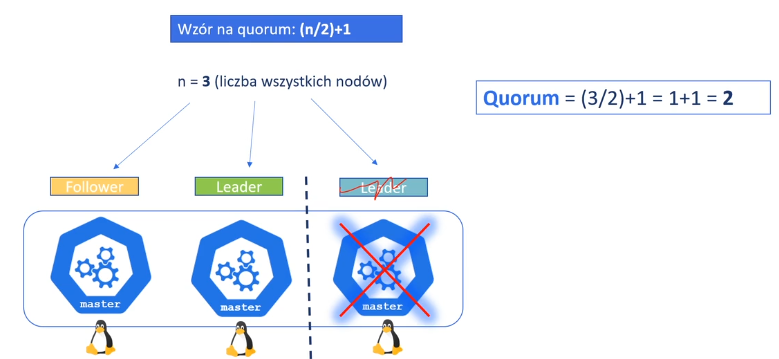 Wzór na quorum: (n/2)+1
n = 3 (liczba wszystkich nodów)
Quorum = (3/2)+1 = 1+1 = 2
Follower
Leader
Leader
master
master
master